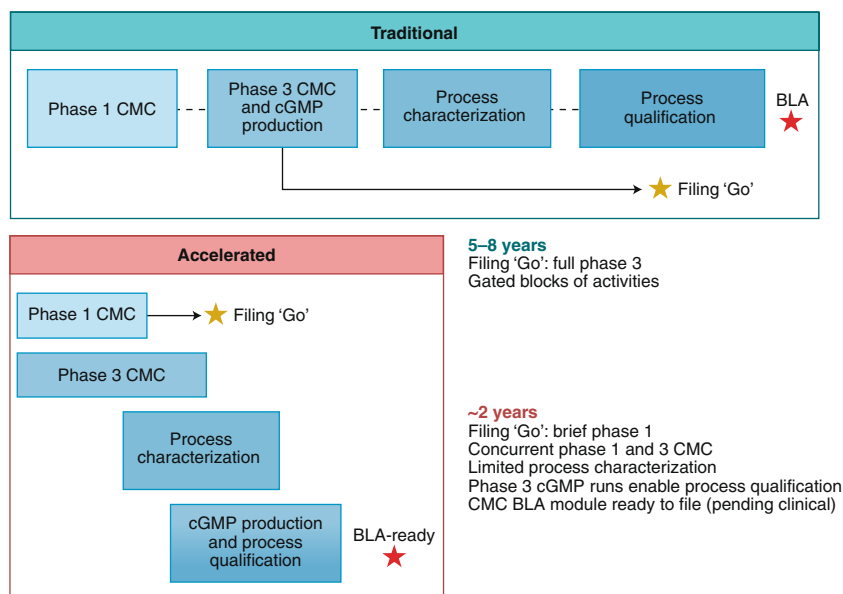 Traditional
Phase 1 CMC
Phase 3 CMC
and cGMP
production
Process
characterization
Process
qualification
BLA
Filing ‘Go’
Accelerated
Phase 1 CMC
Filing ‘Go’
Phase 3 CMC
Process
characterization
cGMP production
and process
qualification
BLA-ready
5–8 years
Filing ‘Go’: full phase 3
Gated blocks of activities
~2 years
Filing ‘Go’: brief phase 1
Concurrent phase 1 and 3 CMC
Limited process characterization
Phase 3 cGMP runs enable process qualification
CMC BLA module ready to file (pending clinical)